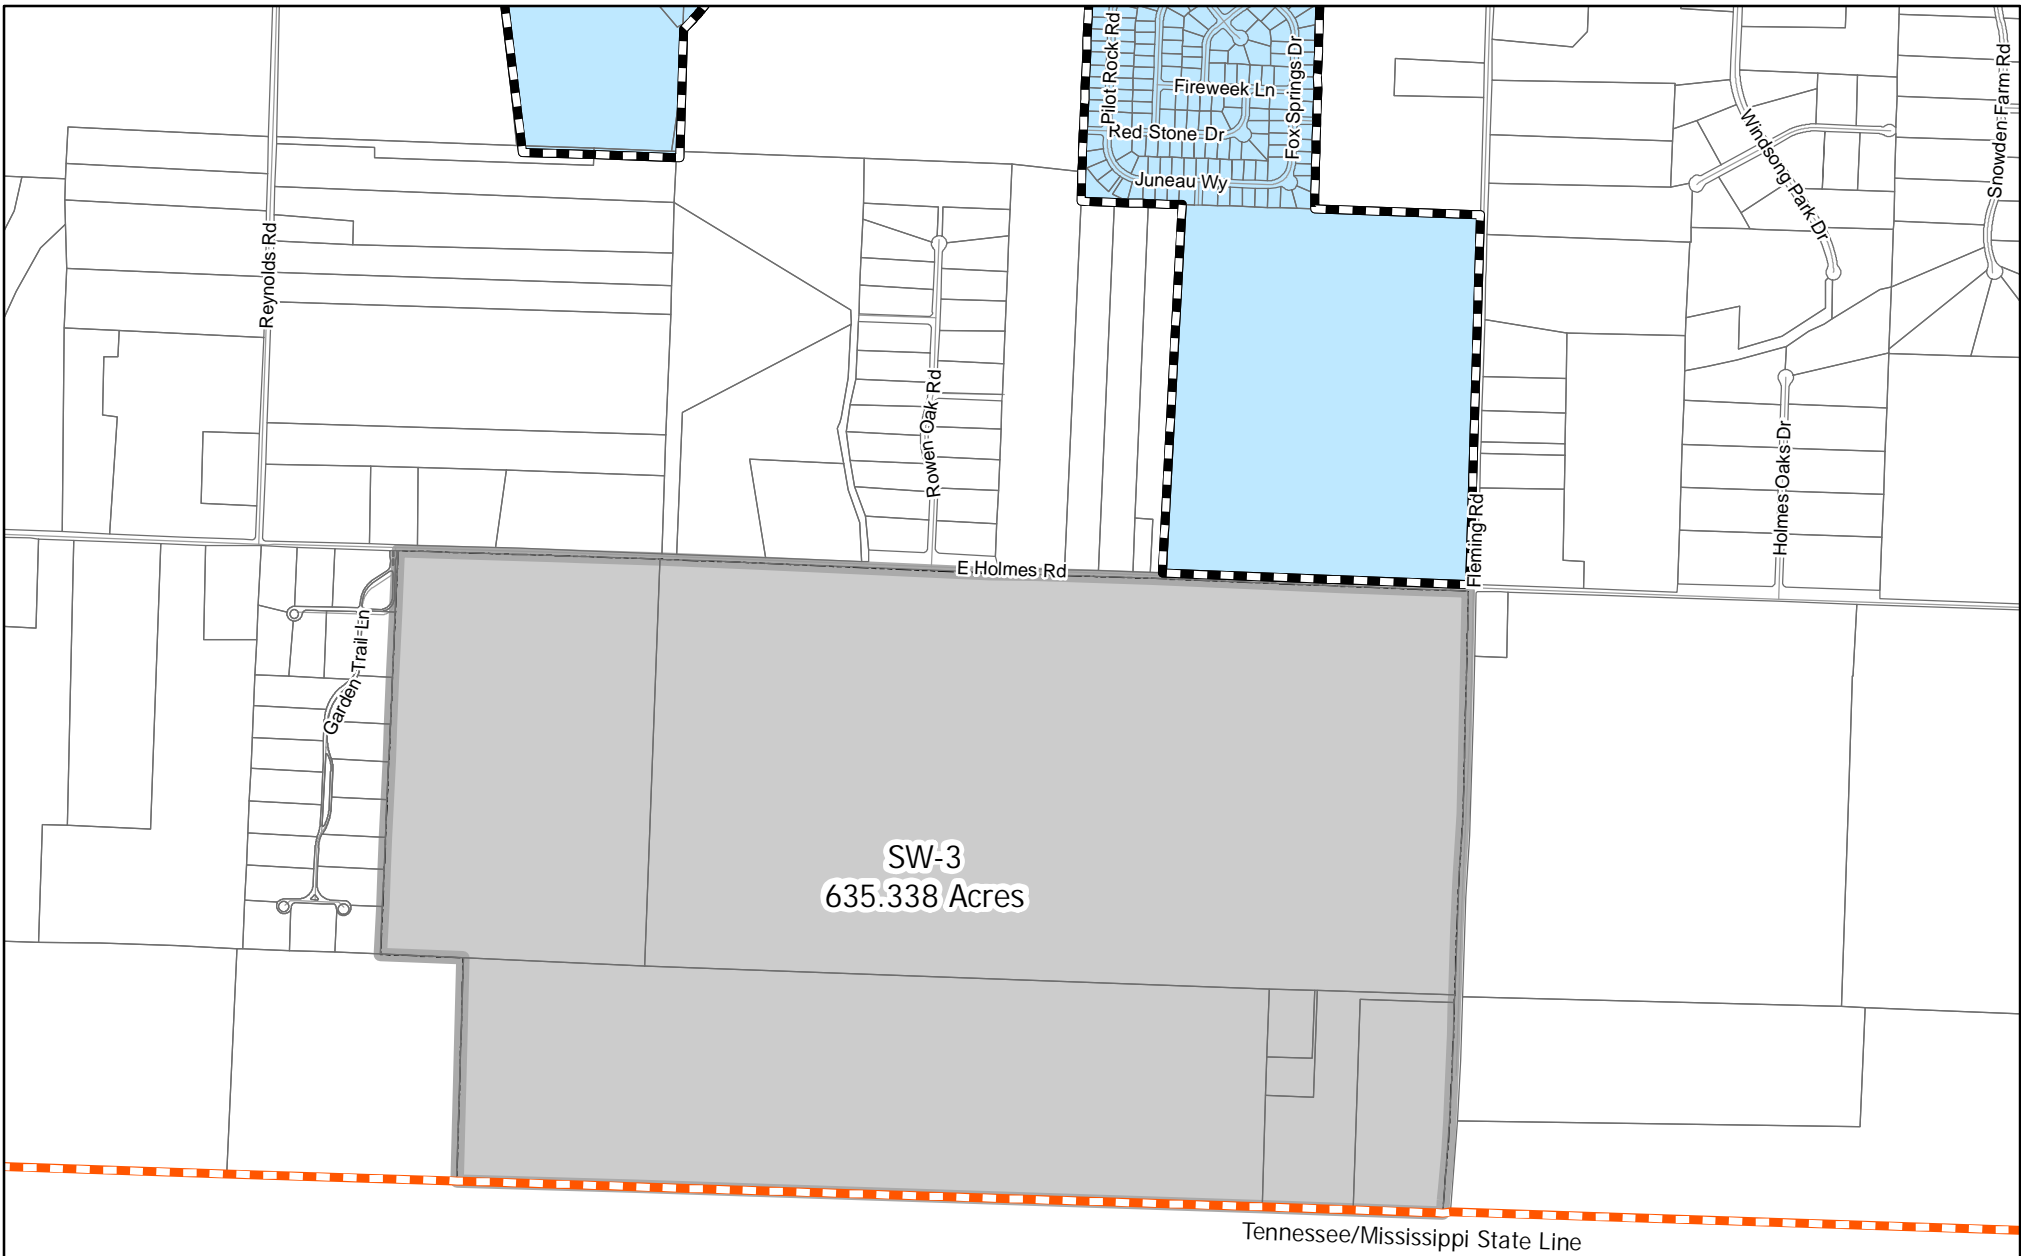 Pilot Rock Rd
Fireweek Ln
Fox Springs Dr
Red Stone Dr
Juneau Wy
Windsong Park Dr
Snowden Farm Rd
Reynolds Rd
Rowen Oak Rd
Holmes Oaks Dr
Fleming Rd
E Holmes Rd
Garden Trail Ln
SW-3
635.338 Acres
Tennessee/Mississippi State Line